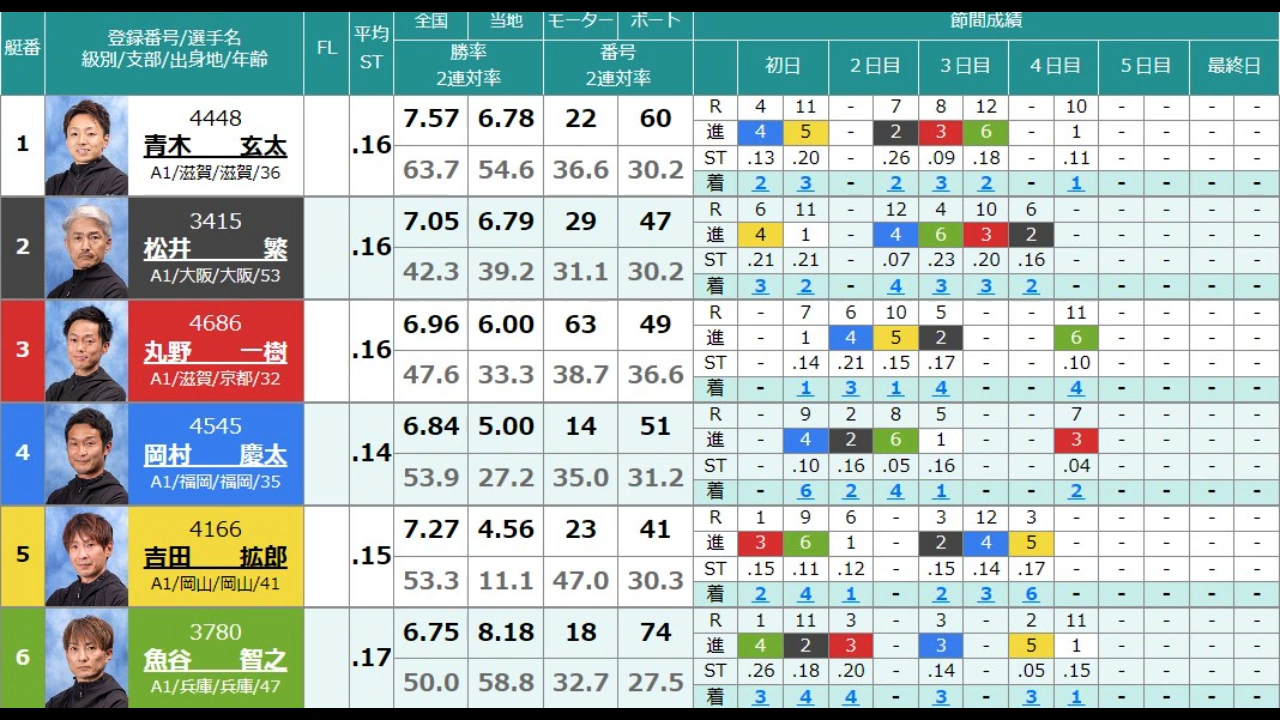 艇番 登録番号/選手名 級別/支部/出身地/年齢 FL 平均 ST 全国 当地 モーター ボート 節間成績
勝率 2連対率 番号 2連対率 初日 2日目 3日目 4日目 5日目 最終日
1 4448 7.57 6.78 22 60 R 4 11 - 7 8 12 - 10 - - - -
青木 玄太 .16 進 4 5 - 2 3 6 - 1 - - - -
A1/滋賀/滋賀/36 63.7 54.6 36.6 30.2 ST .13 .20 - .26 .09 .18 - .11 - - - -
着 2 3 - 2 3 2 - 1 - - - -
2 3415 7.05 6.79 29 47 R 6 11 - 12 4 10 6 - - - - -
松井 繁 .16 進 4 1 - 4 6 3 2 - - - - -
A1/大阪/大阪/53 42.3 39.2 31.1 30.2 ST .21 .21 - .07 .23 .20 .16 - - - - -
着 3 2 - 4 3 3 2 - - - - -
3 4686 6.96 6.00 63 49 R - 7 6 10 5 - - 11 - - - -
丸野 一樹 .16 進 - 1 4 5 2 - - 6 - - - -
A1/滋賀/京都/32 47.6 33.3 38.7 36.6 ST - .14 .21 .15 .17 - - .10 - - - -
着 - 1 3 1 4 - - 4 - - - -
4 4545 6.84 5.00 14 51 R - 9 2 8 5 - - 7 - - - -
岡村 慶太 .14 進 - 4 2 6 1 - - 3 - - - -
A1/福岡/福岡/35 53.9 27.2 35.0 31.2 ST - .10 .16 .05 .16 - - .04 - - - -
着 - 6 2 4 1 - - 2 - - - -
5 4166 7.27 4.56 23 41 R 1 9 6 - 3 12 3 - - - - -
吉田 拡郎 .15 進 3 6 1 - 2 4 5 - - - - -
A1/岡山/岡山/41 53.3 11.1 47.0 30.3 ST .15 .11 .12 - .15 .14 .17 - - - - -
着 2 4 1 - 2 3 6 - - - - -
6 3780 6.75 8.18 18 74 R 1 11 3 - 3 - 2 11 - - - -
魚谷 智之 .17 進 4 2 3 - 3 - 5 1 - - - -
A1/兵庫/兵庫/47 50.0 58.8 32.7 27.5 ST .26 .18 .20 - .14 - .05 .15 - - - -
着 3 4 4 - 3 - 3 1 - - - -